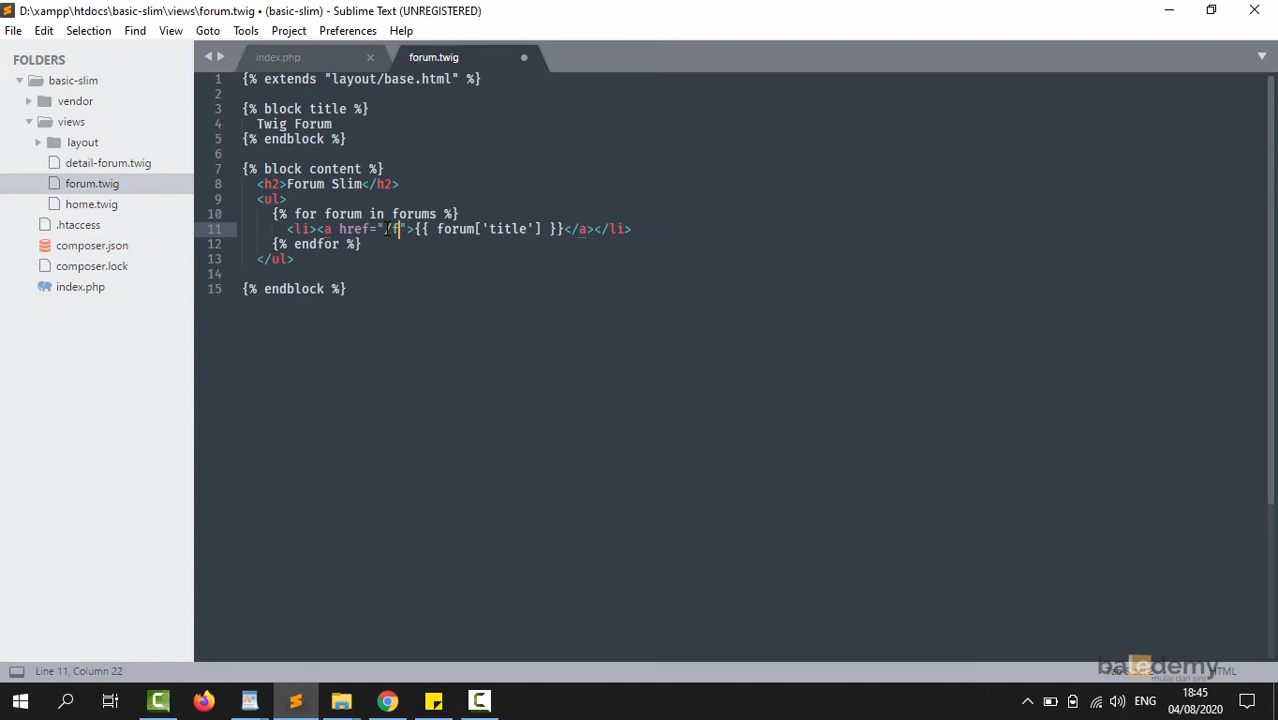 D:\xampp\htdocs\basic-slim\views\forum.twig • (basic-slim) - Sublime Text (UNREGISTERED)
File Edit Selection Find View Goto Tools Project Preferences Help
FOLDERS
basic-slim
vendor
views
layout
detail-forum.twig
forum.twig
home.twig
.htaccess
composer.json
composer.lock
index.php
index.php forum.twig
1 {% extends "layout/base.html" %}
2
3 {% block title %}
4 Twig Forum
5 {% endblock %}
6
7 {% block content %}
8 <h2>Forum Slim</h2>
9 <ul>
10 {% for forum in forums %}
11 <li><a href="/f">{{ forum['title'] }}</a></li>
12 {% endfor %}
13 </ul>
14
15 {% endblock %}
baledemy
mulai dari sini
Line 11, Column 22
HTML
ENG
18:45
04/08/2020